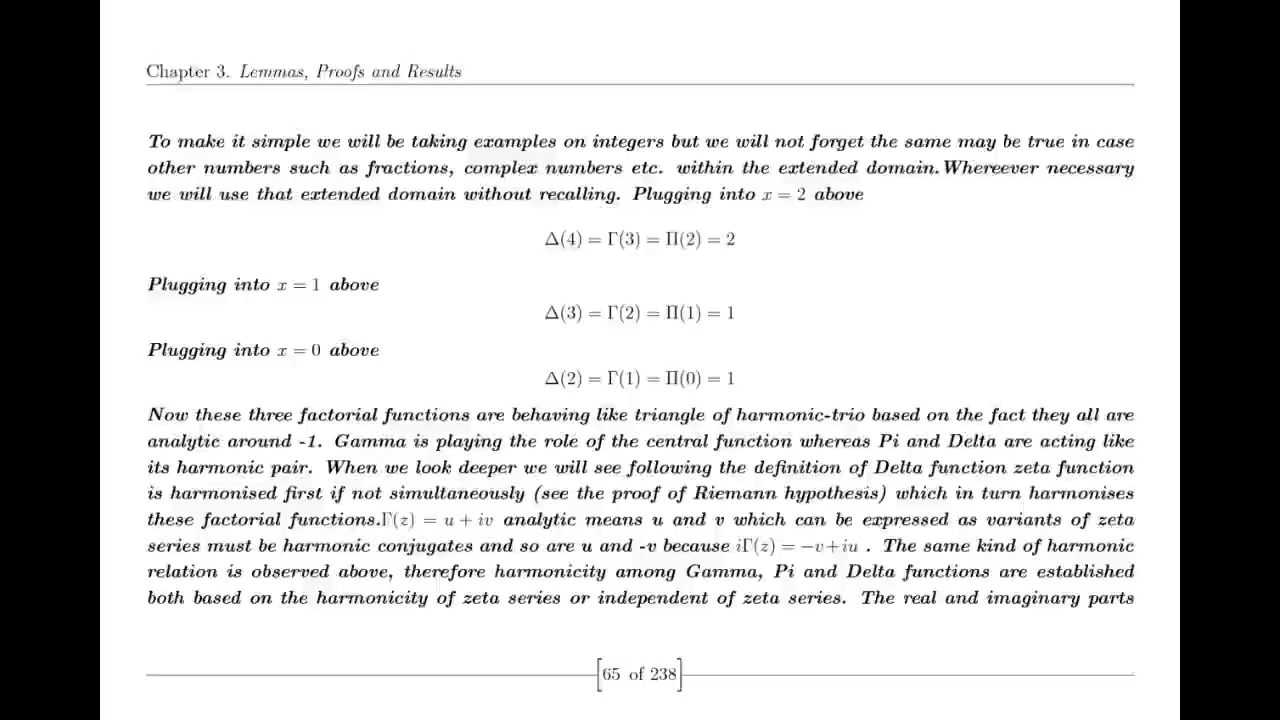 Chapter 3. Lemmas, Proofs and Results
To make it simple we will be taking examples on integers but we will not forget the same may be true in case
other numbers such as fractions, complex numbers etc. within the extended domain.Whereever necessary
we will use that extended domain without recalling. Plugging into x = 2 above
Δ(4) = Γ(3) = Π(2) = 2
Plugging into x = 1 above
Δ(3) = Γ(2) = Π(1) = 1
Plugging into x = 0 above
Δ(2) = Γ(1) = Π(0) = 1
Now these three factorial functions are behaving like triangle of harmonic-trio based on the fact they all are
analytic around -1. Gamma is playing the role of the central function whereas Pi and Delta are acting like
its harmonic pair. When we look deeper we will see following the definition of Delta function zeta function
is harmonised first if not simultaneously (see the proof of Riemann hypothesis) which in turn harmonises
these factorial functions.Γ(z) = u + iv analytic means u and v which can be expressed as variants of zeta
series must be harmonic conjugates and so are u and -v because iΓ(z) = −v+iu . The same kind of harmonic
relation is observed above, therefore harmonicity among Gamma, Pi and Delta functions are established
both based on the harmonicity of zeta series or independent of zeta series. The real and imaginary parts
65 of 238